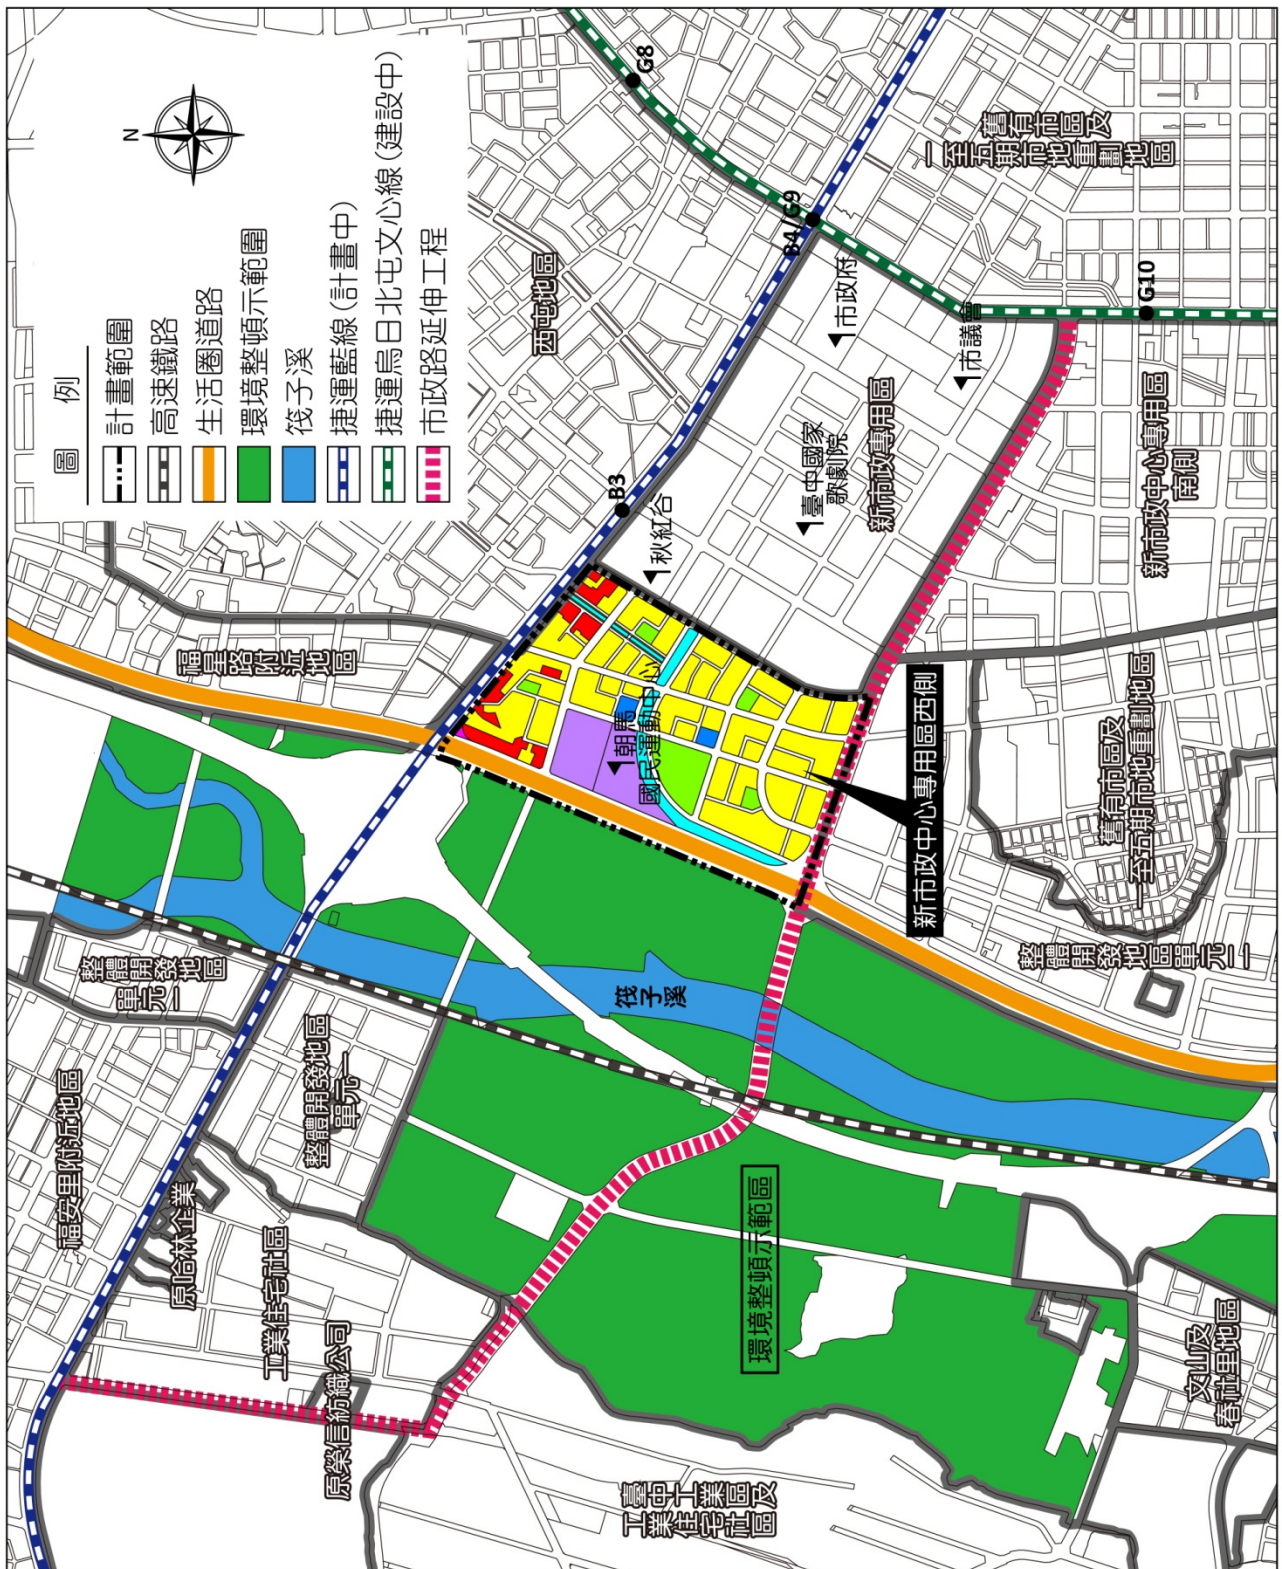 圖例
計畫範圍
高速鐵路
生活圈道路
環境整頓示範圍
筏子溪
捷運藍線(計畫中)
捷運烏日北屯文心線(建設中)
市政路延伸工程
N
G8
B4/G9
G10
B3
舊有市區及
一至五期市地重劃地區
西屯地區
市政府
市議會
臺中國家
歌劇院
新市政專用區
秋紅谷
新市政中心專用區
南側
福星路附近地區
朝馬
國民運動中心
新市政中心專用區西側
舊有市區及
一至五期市地重劃地區
整體開發地區單元二
整體開發地區
單元一
筏子溪
整體開發地區
單元一
福安里附近地區
原哈林企業
工業住宅社區
原榮信紡織公司
環境整頓示範區
文山及
春社里地區
臺中工業區及
工業住宅社區